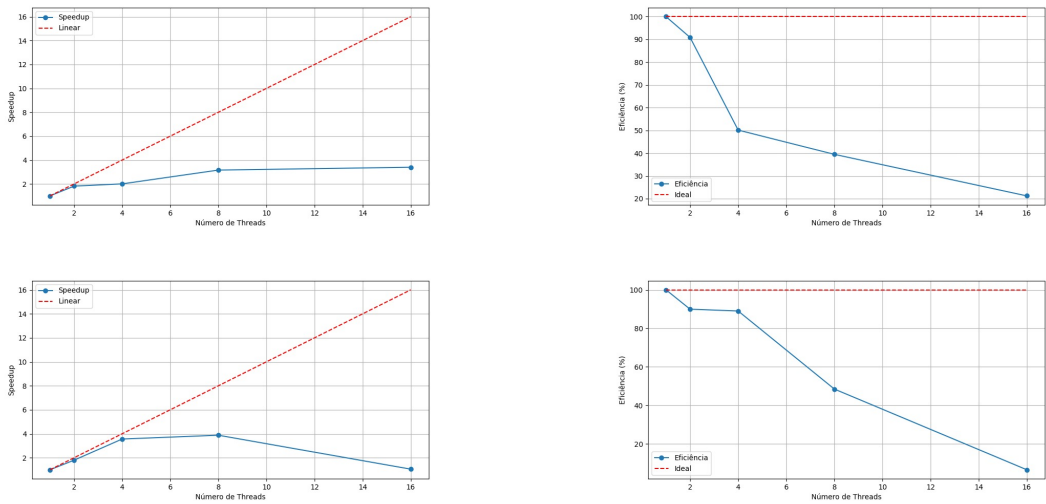 Speedup
Linear
16
14
12
10
8
6
4
2
Speedup
2 4 6 8 10 12 14 16
Número de Threads
100
90
80
70
60
50
40
30
20
Eficiência (%)
Eficiência
Ideal
2 4 6 8 10 12 14 16
Número de Threads
Speedup
Linear
16
14
12
10
8
6
4
2
Speedup
2 4 6 8 10 12 14 16
Número de Threads
100
80
60
40
20
Eficiência (%)
Eficiência
Ideal
2 4 6 8 10 12 14 16
Número de Threads